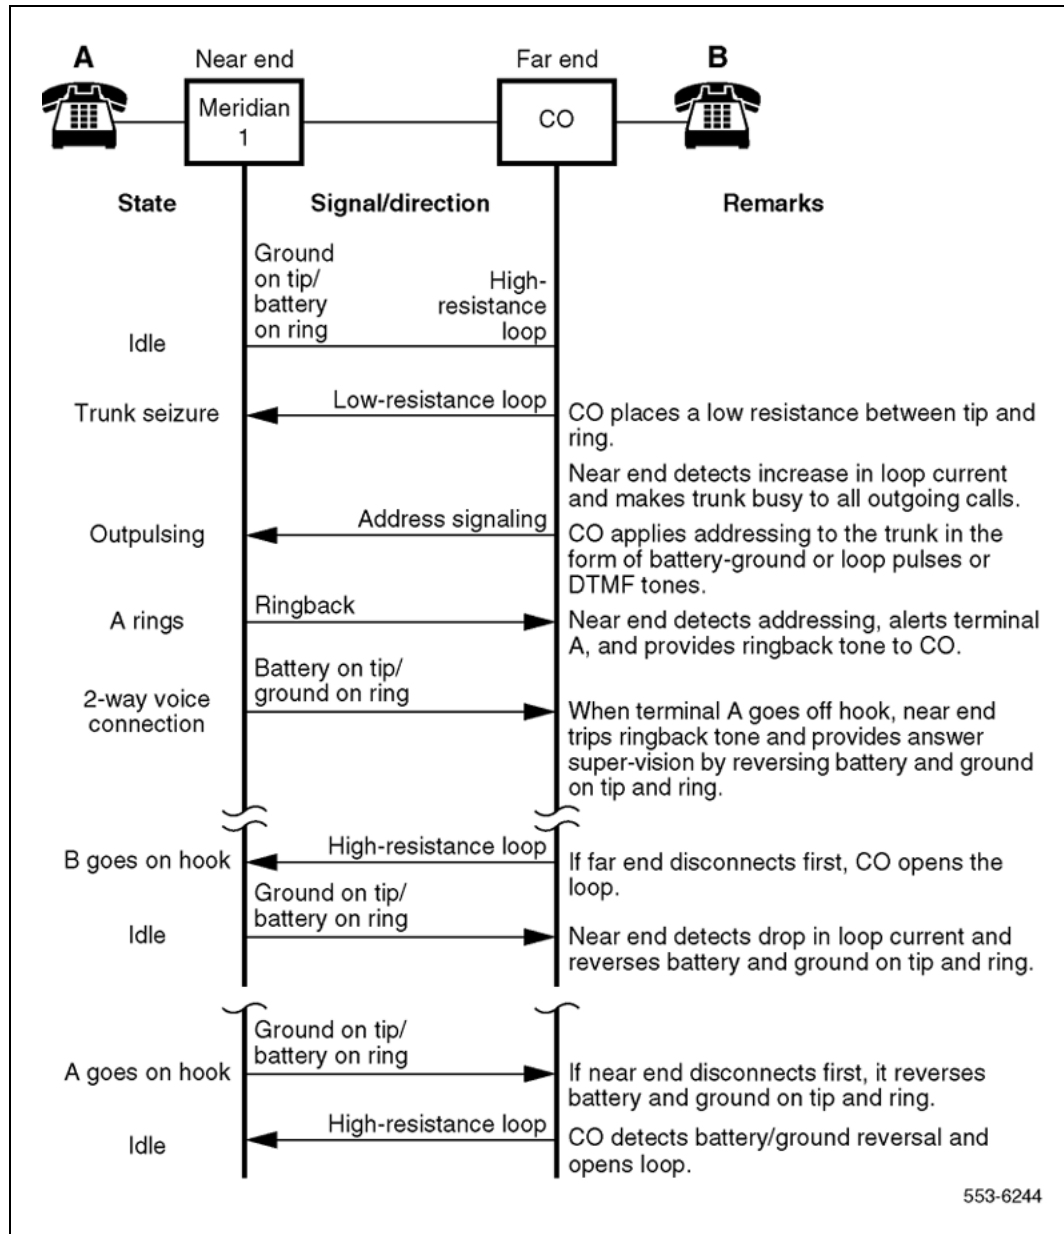 A
Near end
Far end
B
Meridian
1
CO
State
Signal/direction
Remarks
Ground
on tip/
battery
on ring
High-
resistance
loop
Idle
Trunk seizure
Low-resistance loop
CO places a low resistance between tip and
ring.
Near end detects increase in loop current
and makes trunk busy to all outgoing calls.
Outpulsing
Address signaling
CO applies addressing to the trunk in the
form of battery-ground or loop pulses or
DTMF tones.
A rings
Ringback
Near end detects addressing, alerts terminal
A, and provides ringback tone to CO.
2-way voice
connection
Battery on tip/
ground on ring
When terminal A goes off hook, near end
trips ringback tone and provides answer
super-vision by reversing battery and ground
on tip and ring.
B goes on hook
High-resistance loop
If far end disconnects first, CO opens the
loop.
Idle
Ground on tip/
battery on ring
Near end detects drop in loop current and
reverses battery and ground on tip and ring.
A goes on hook
Ground on tip/
battery on ring
If near end disconnects first, it reverses
battery and ground on tip and ring.
Idle
High-resistance loop
CO detects battery/ground reversal and
opens loop.
553-6244